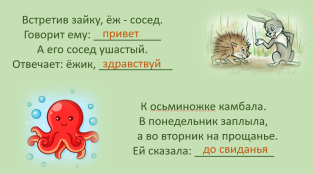 Встретив зайку, ёж - сосед.
Говорит ему: привет
А его сосед ушастый.
Отвечает: ёжик, здравствуй
К осьминожке камбала.
В понедельник заплыла,
а во вторник на прощанье.
Ей сказала: до свиданья